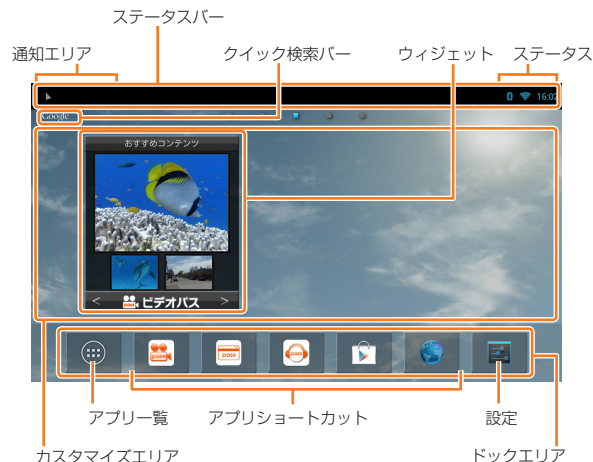 ステータスバー
通知エリア
クイック検索バー
ウィジェット
ステータス
16:02
Google
おすすめコンテンツ
< pass ビデオパス >
pass
pass
pass
アプリ一覧
アプリショートカット
設定
カスタマイズエリア
ドックエリア